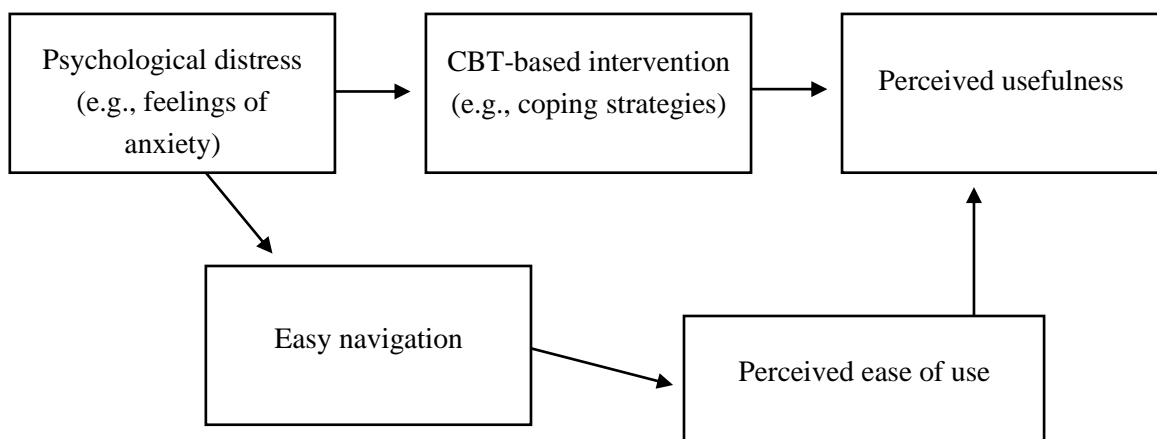 Psychological distress
(e.g., feelings of
anxiety)
CBT-based intervention
(e.g., coping strategies)
Perceived usefulness
Easy navigation
Perceived ease of use